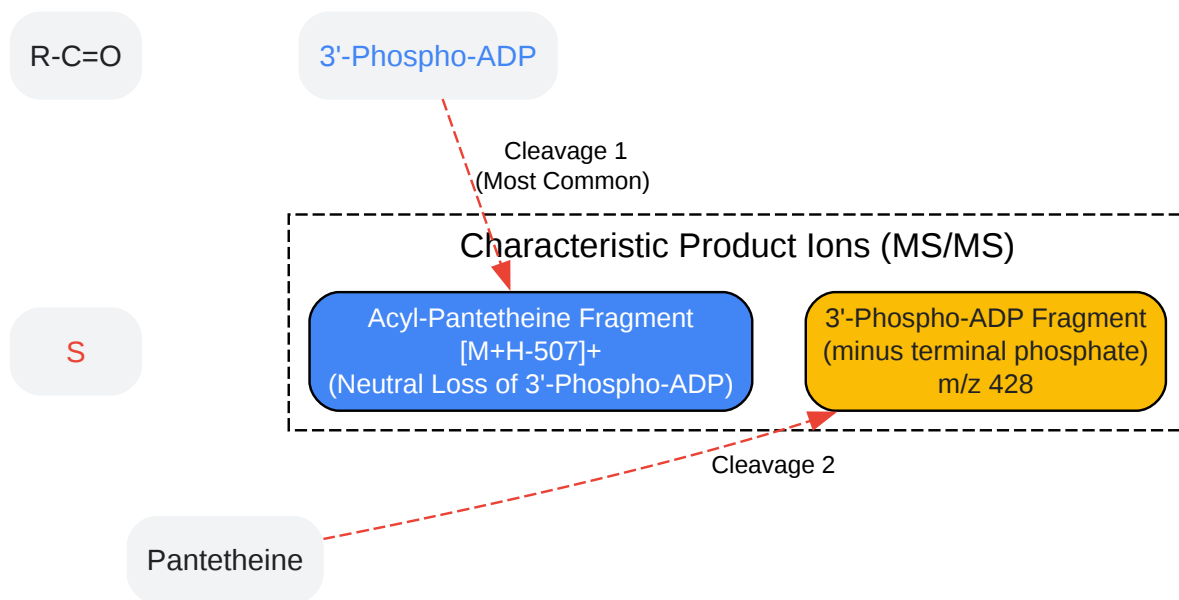 R-C=O
3'-Phospho-ADP
Cleavage 1
(Most Common)
Characteristic Product Ions (MS/MS)
Acyl-Pantetheine Fragment
[M+H-507]+
(Neutral Loss of 3'-Phospho-ADP)
3'-Phospho-ADP Fragment
(minus terminal phosphate)
m/z 428
S
Cleavage 2
Pantetheine